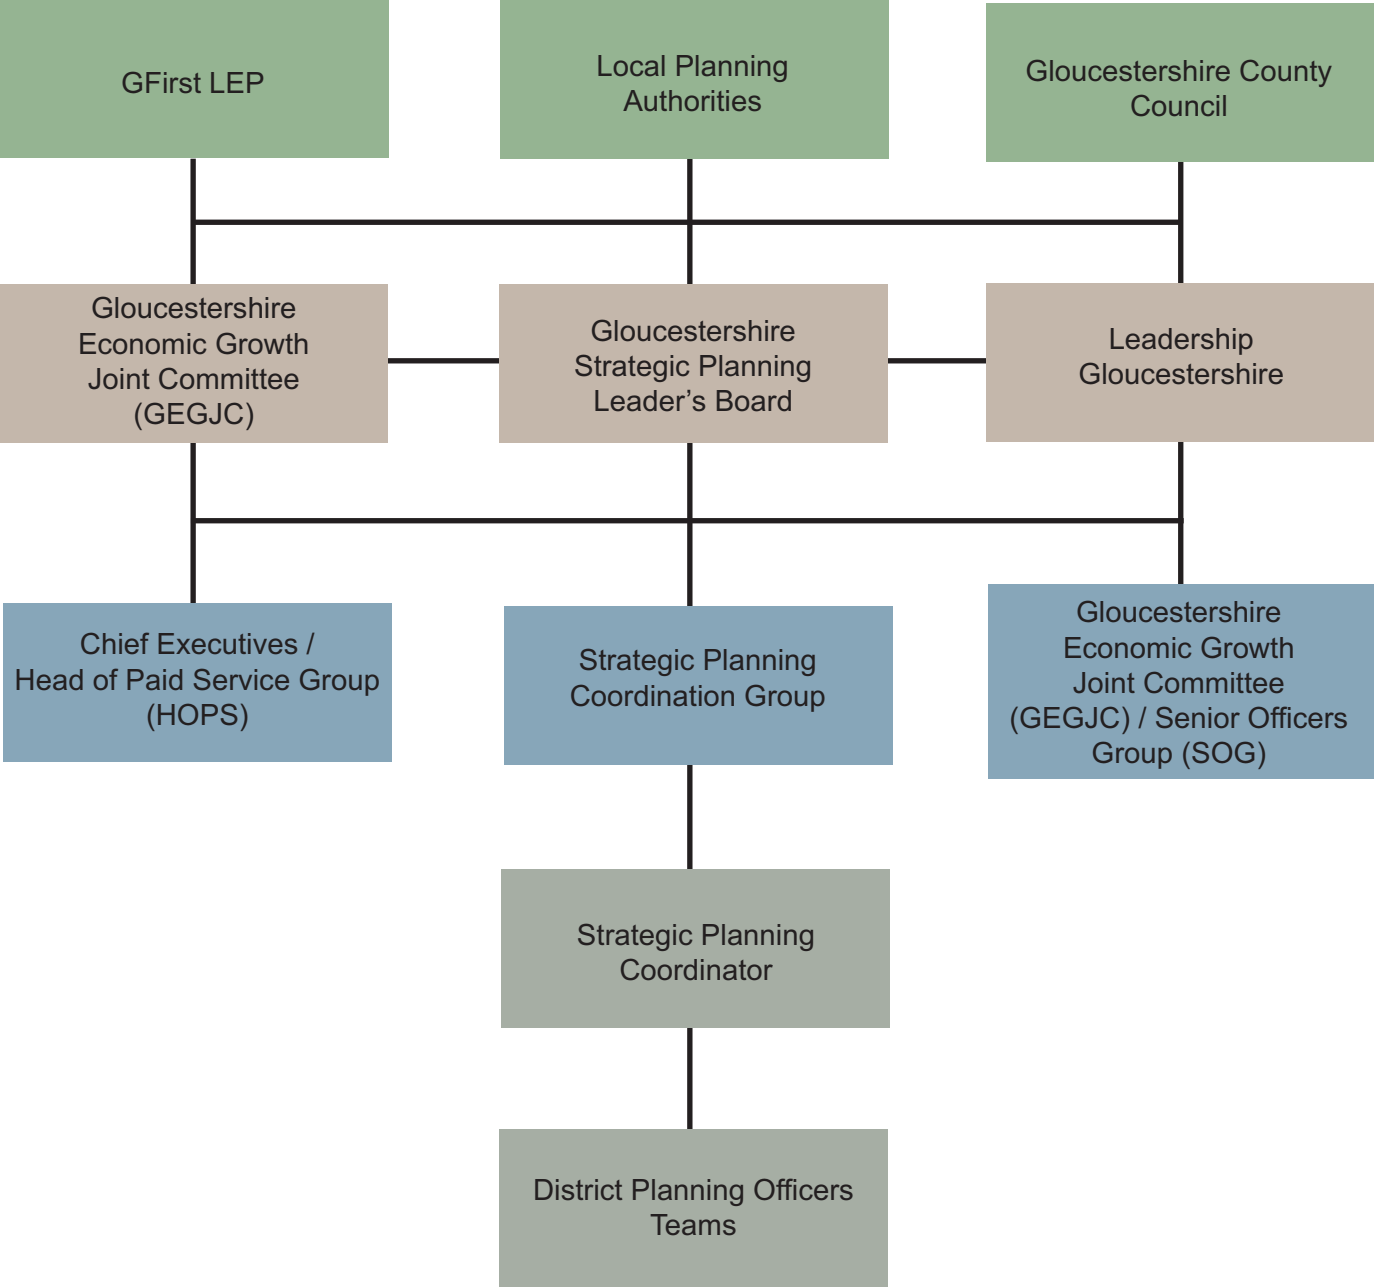 GFirst LEP
Local Planning
Authorities
Gloucestershire County
Council
Gloucestershire
Economic Growth
Joint Committee
(GEGJC)
Gloucestershire
Strategic Planning
Leader’s Board
Leadership
Gloucestershire
Chief Executives /
Head of Paid Service Group
(HOPS)
Strategic Planning
Coordination Group
Gloucestershire
Economic Growth
Joint Committee
(GEGJC) / Senior Officers
Group (SOG)
Strategic Planning
Coordinator
District Planning Officers
Teams